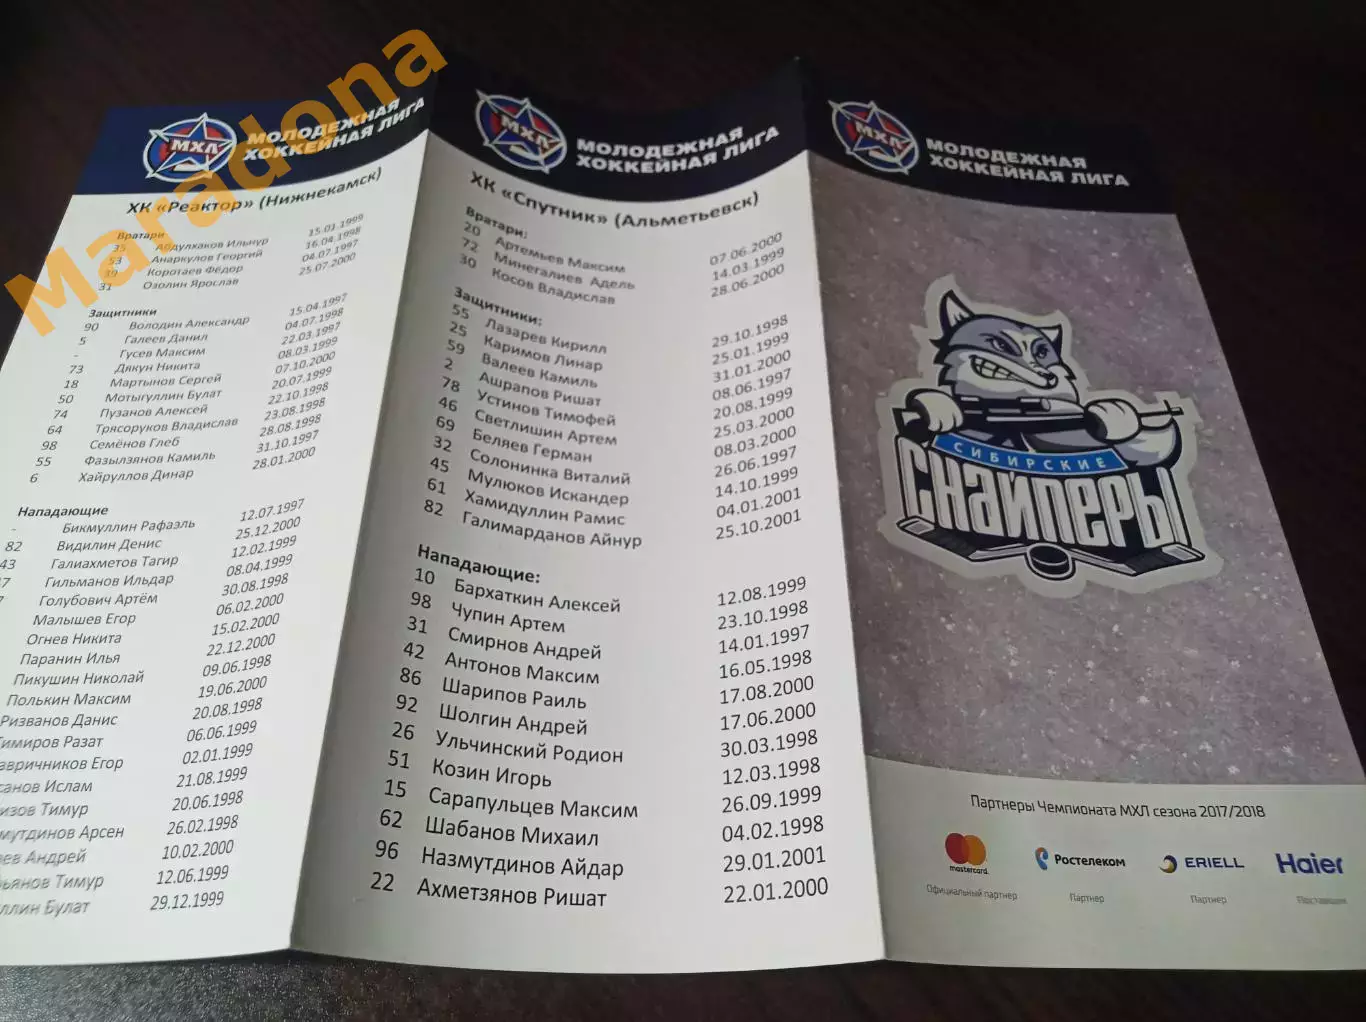 Maradona
МХЛ
МОЛОДЕЖНАЯ
ХОККЕЙНАЯ ЛИГА
ХК «Реактор» (Нижнекамск)
Вратари
35 Абдулхаков Ильнур 15.03.1999
53 Анаркулов Георгий 16.04.1998
39 Коротаев Фёдор 04.07.1997
31 Озолин Ярослав 25.07.2000
Защитники
90 Володин Александр 15.04.1997
5 Галеев Данил 04.07.1998
- Гусев Максим 22.03.1997
73 Дякун Никита 08.03.1999
18 Мартынов Сергей 07.10.2000
50 Мотыгуллин Булат 20.07.1999
74 Пузанов Алексей 22.10.1998
64 Трясоруков Владислав 23.08.1998
98 Семёнов Глеб 28.08.1998
55 Фазылзянов Камиль 31.10.1997
6 Хайруллов Динар 28.01.2000
Нападающие
- Бикмуллин Рафаэль 12.07.1997
82 Видилин Денис 25.12.2000
43 Галиахметов Тагир 12.02.1999
Гильманов Ильдар 08.04.1999
Голубович Артём 30.08.1998
Малышев Егор 06.02.2000
Огнев Никита 15.02.2000
Паранин Илья 22.12.2000
Пикушин Николай 09.06.1998
Полькин Максим 19.06.2000
Ризванов Данис 20.08.1998
Тимиров Разат 06.06.1999
авричников Егор 02.01.1999
санов Ислам 21.08.1999
изов Тимур 20.06.1998
мутдинов Арсен 26.02.1998
ев Андрей 10.02.2000
ьянов Тимур 12.06.1999
ллин Булат 29.12.1999
МХЛ
МОЛОДЕЖНАЯ
ХОККЕЙНАЯ ЛИГА
ХК «Спутник» (Альметьевск)
Вратари:
20 Артемьев Максим 07.06.2000
72 Минегалиев Адель 14.03.1999
30 Косов Владислав 28.06.2000
Защитники:
55 Лазарев Кирилл 29.10.1998
25 Каримов Линар 25.01.1999
59 Валеев Камиль 31.01.2000
2 Ашрапов Ришат 08.06.1997
78 Устинов Тимофей 20.08.1999
46 Светлишин Артем 25.03.2000
69 Беляев Герман 08.03.2000
32 Солонинка Виталий 26.06.1997
45 Мулюков Искандер 14.10.1999
61 Хамидуллин Рамис 04.01.2001
82 Галимарданов Айнур 25.10.2001
Нападающие:
10 Бархаткин Алексей 12.08.1999
98 Чупин Артем 23.10.1998
31 Смирнов Андрей 14.01.1997
42 Антонов Максим 16.05.1998
86 Шарипов Раиль 17.08.2000
92 Шолгин Андрей 17.06.2000
26 Ульчинский Родион 30.03.1998
51 Козин Игорь 12.03.1998
15 Сарапульцев Максим 26.09.1999
62 Шабанов Михаил 04.02.1998
96 Назмутдинов Айдар 29.01.2001
22 Ахметзянов Ришат 22.01.2000
МХЛ
МОЛОДЕЖНАЯ
ХОККЕЙНАЯ ЛИГА
СИБИРСКИЕ
СНАЙПЕРЫ
Партнеры Чемпионата МХЛ сезона 2017/2018
mastercard.
Ростелеком
ERIELL
Haier
Официальный партнер
Партнер
Партнер
Поставщик